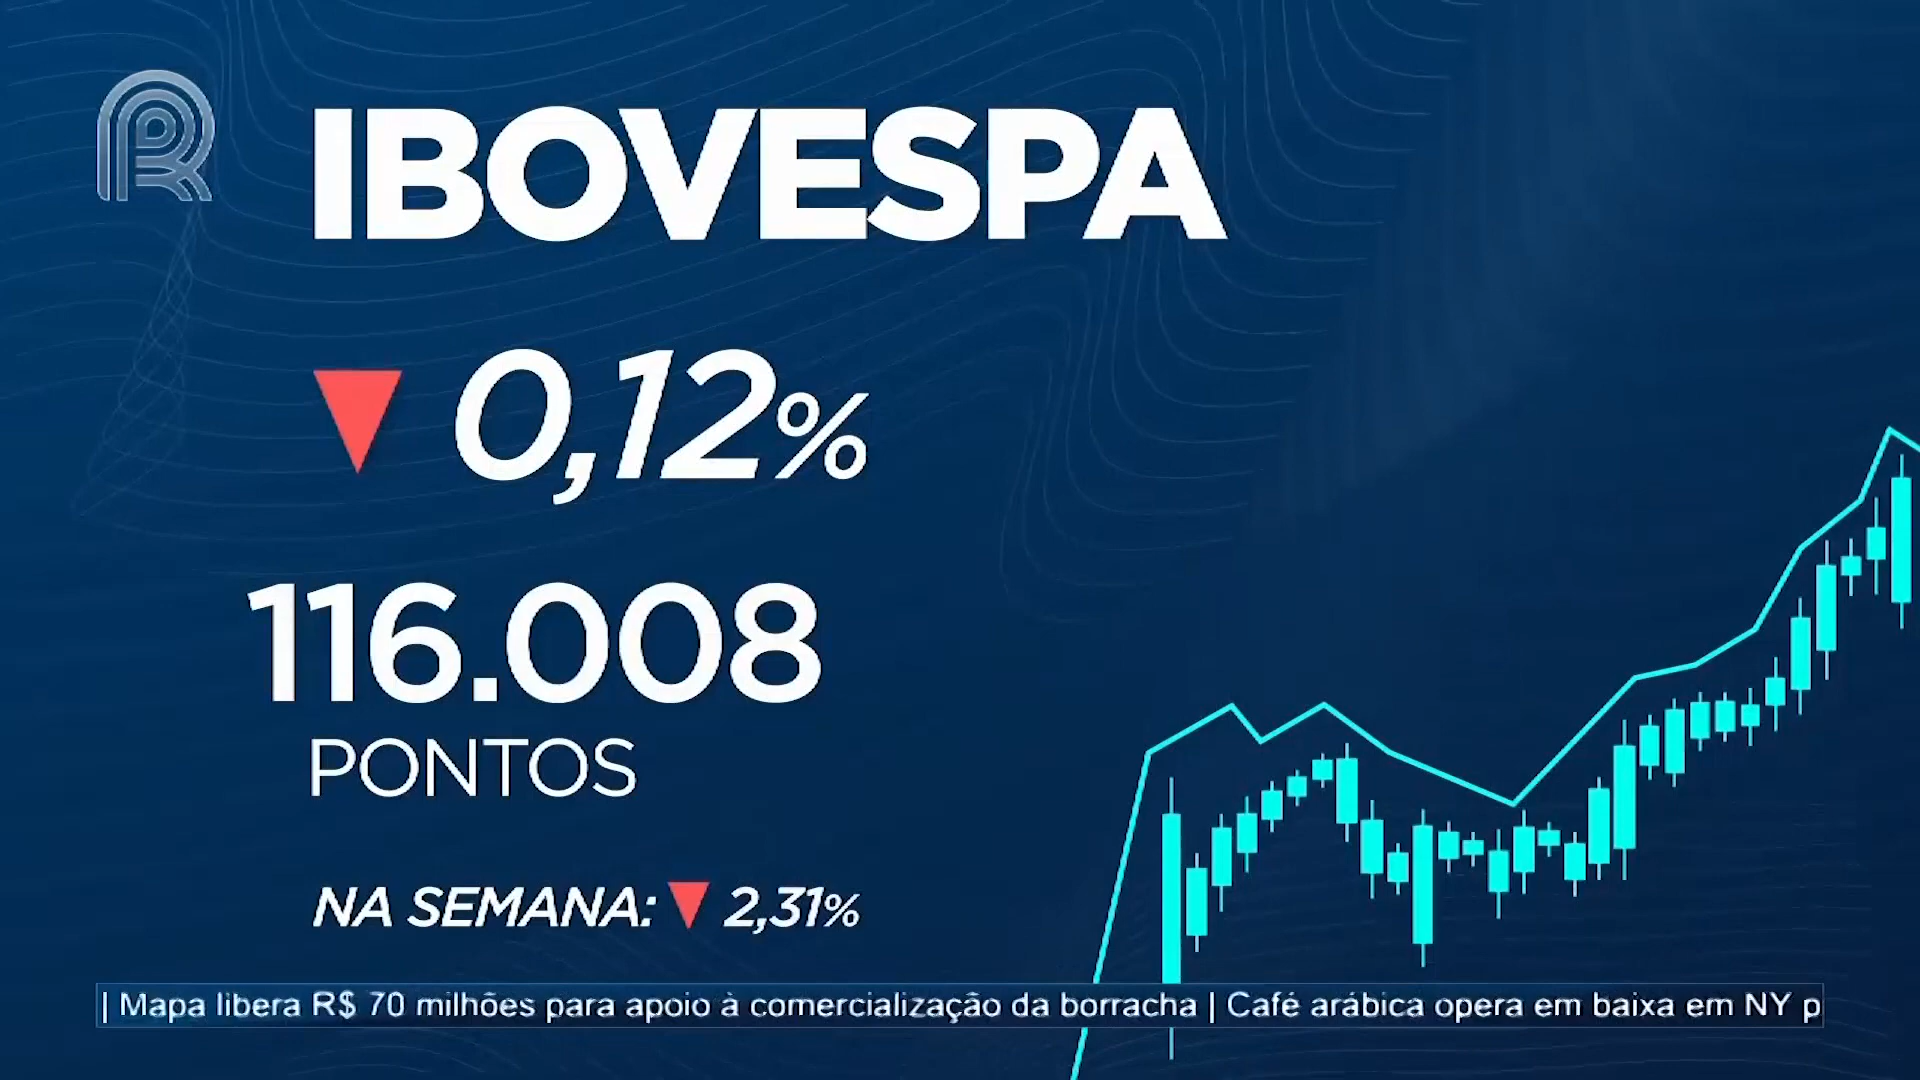 IBOVESPA
0,12%
116.008
PONTOS
NA SEMANA: 2,31%
| Mapa libera R$ 70 milhões para apoio à comercialização da borracha | Café arábica opera em baixa em NY p